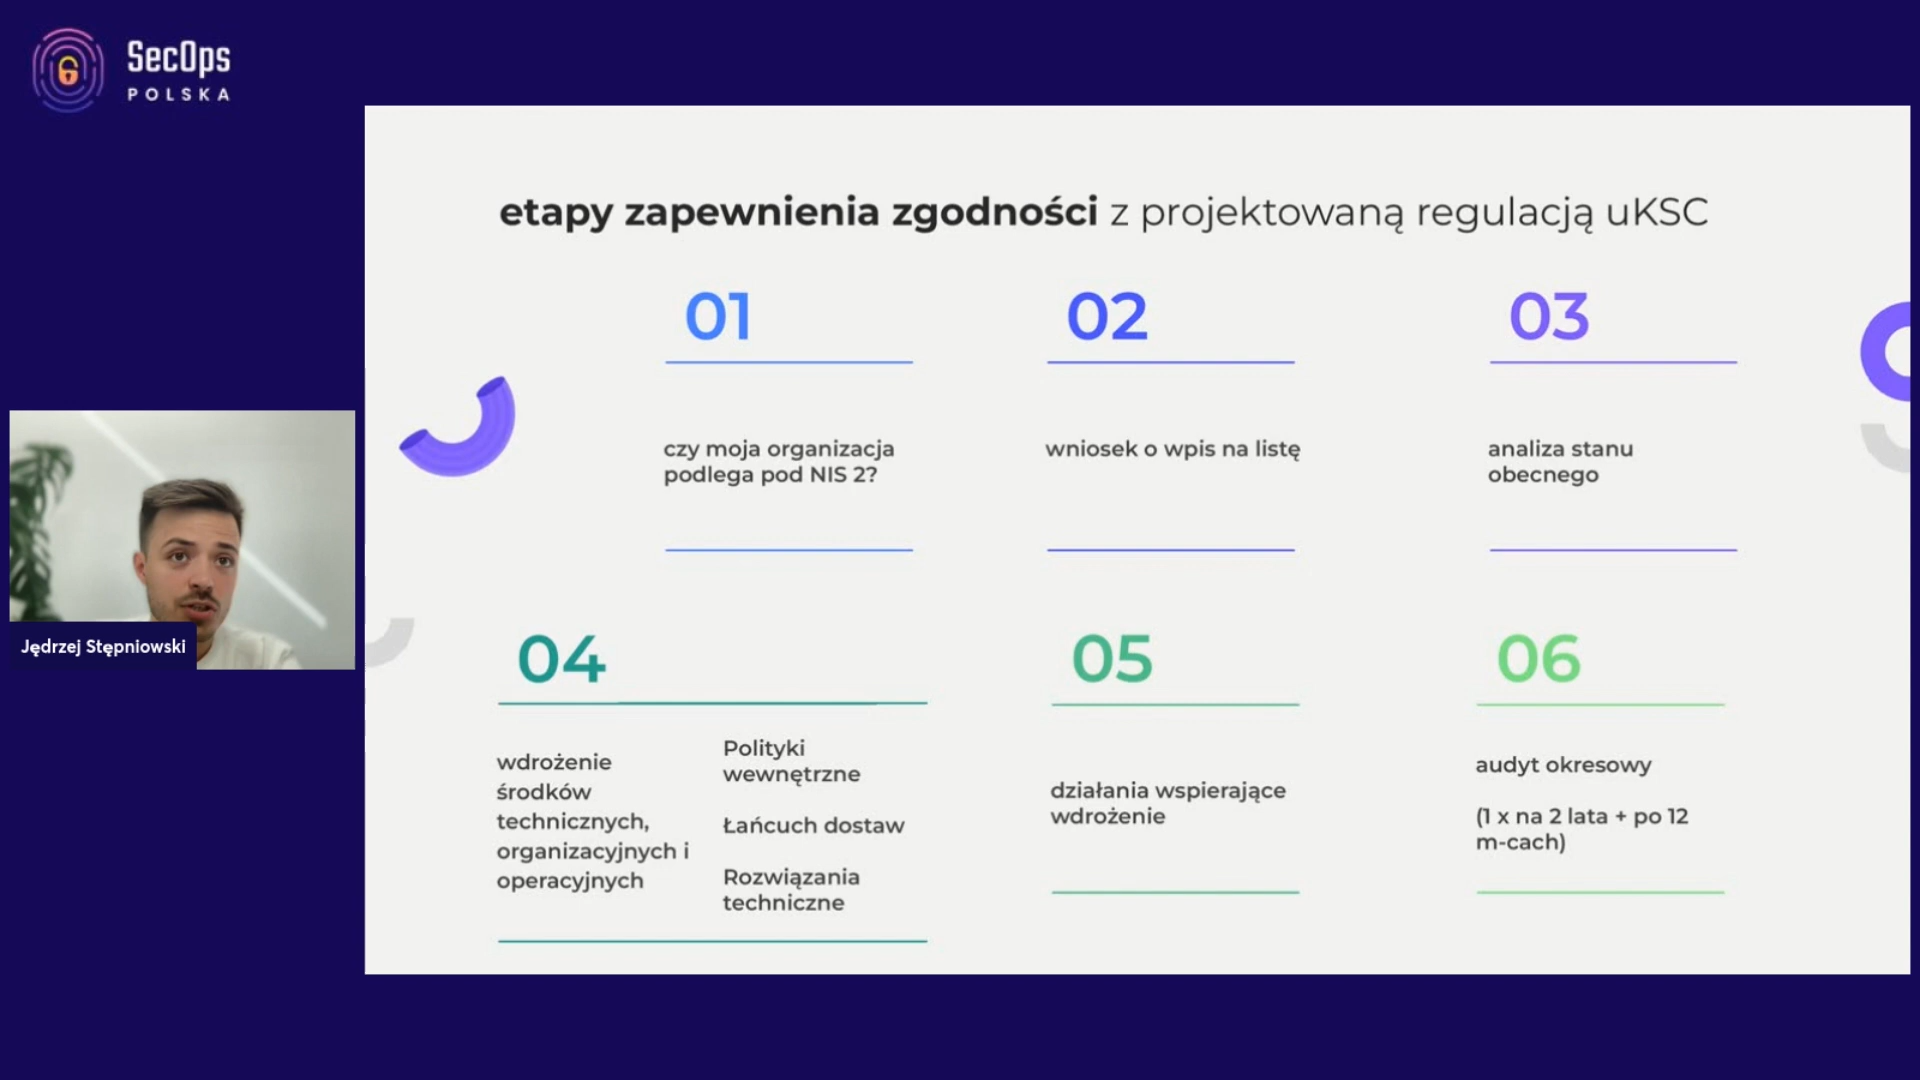 SecOps
POLSKA
etapy zapewnienia zgodności z projektowaną regulacją uKSC
01
czy moja organizacja
podlega pod NIS 2?
02
wniosek o wpis na listę
03
analiza stanu
obecnego
Jędrzej Stępniowski
04
wdrożenie
środków
technicznych,
organizacyjnych i
operacyjnych
Polityki
wewnętrzne
Łańcuch dostaw
Rozwiązania
techniczne
05
działania wspierające
wdrożenie
06
audyt okresowy
(1 x na 2 lata + po 12
m-cach)